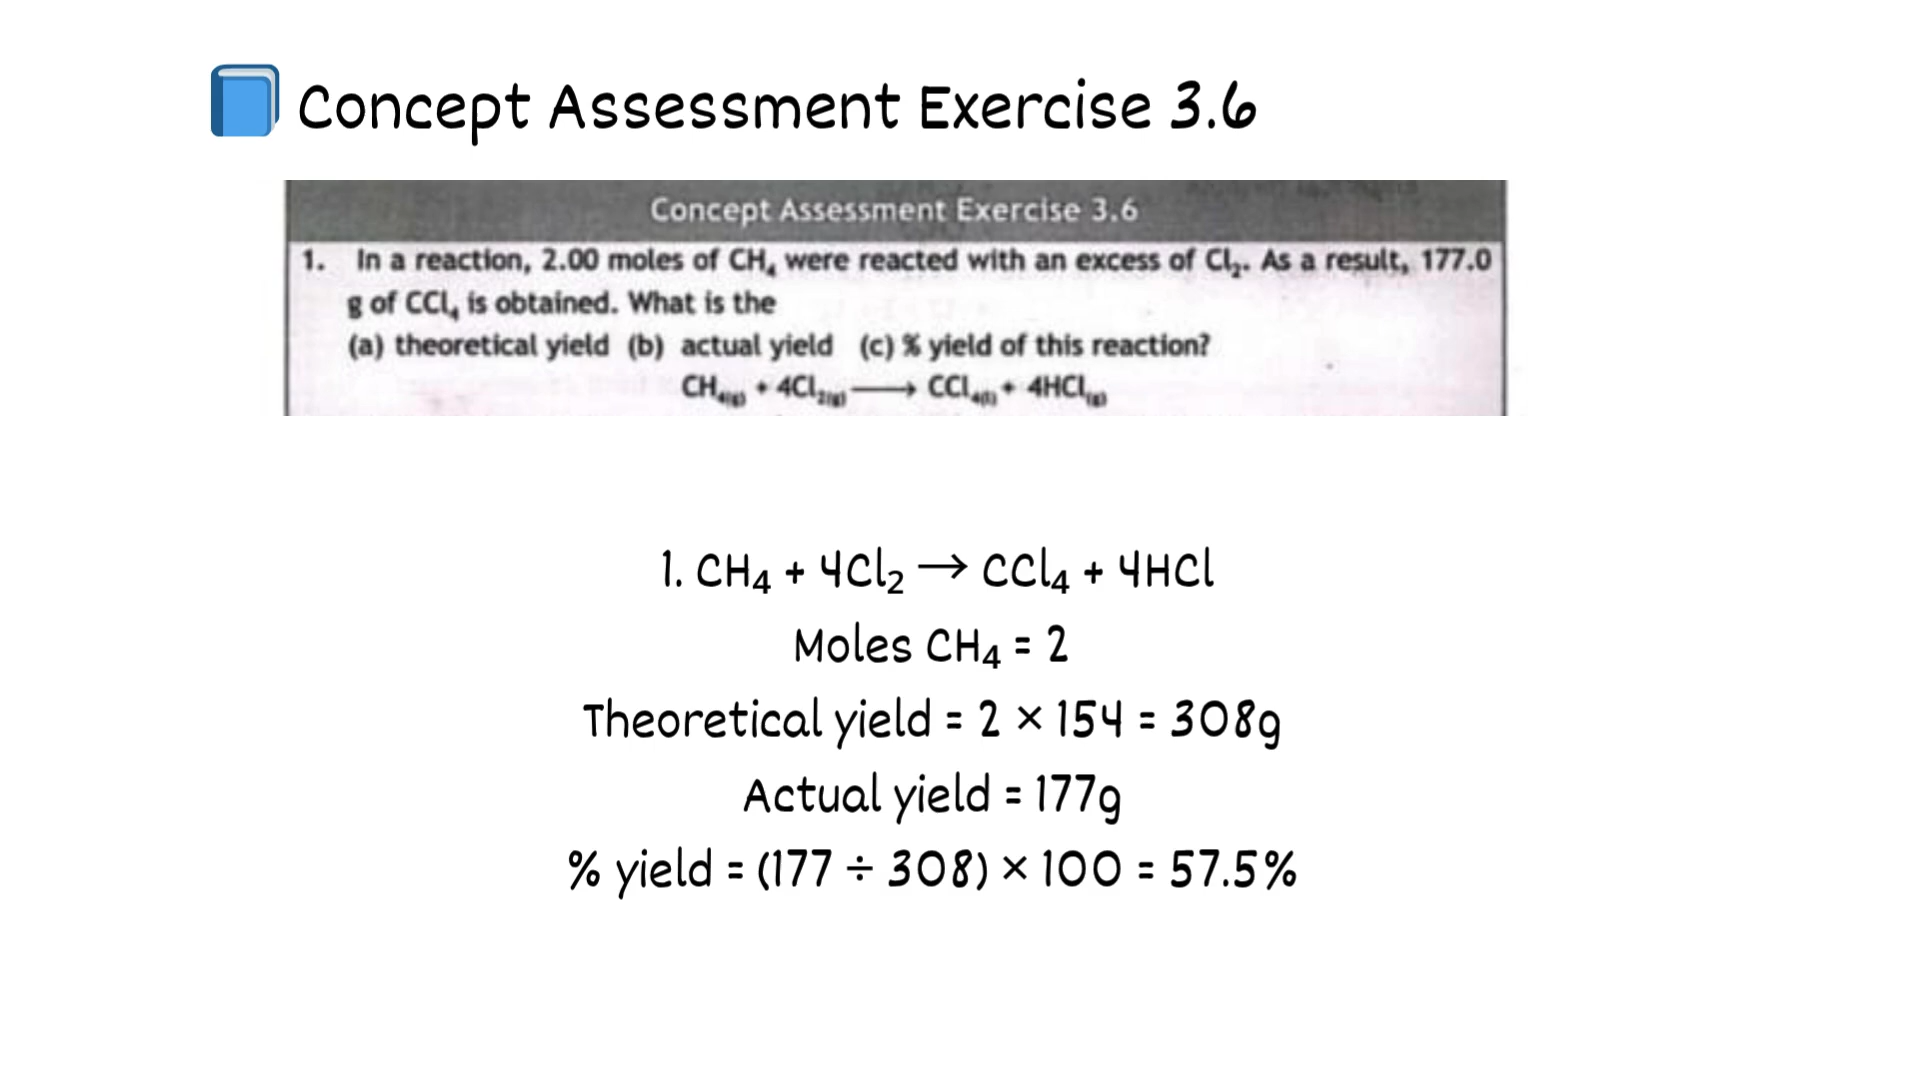 Concept Assessment Exercise 3.6
Concept Assessment Exercise 3.6
1. In a reaction, 2.00 moles of CH₄ were reacted with an excess of Cl₂. As a result, 177.0
g of CCl₄ is obtained. What is the
(a) theoretical yield (b) actual yield (c) % yield of this reaction?
CH₄(g) + 4Cl₂(g) ⟶ CCl₄(l) + 4HCl(g)
1. CH₄ + 4Cl₂ → CCl₄ + 4HCl
Moles CH₄ = 2
Theoretical yield = 2 × 154 = 308g
Actual yield = 177g
% yield = (177 ÷ 308) × 100 = 57.5%